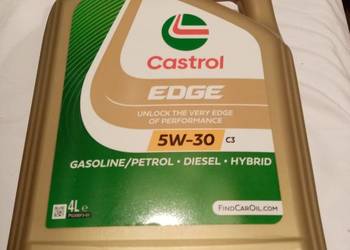 Castrol
EDGE
UNLOCK THE VERY EDGE
OF PERFORMANCE
5W-30 C3
GASOLINE/PETROL • DIESEL • HYBRID
4L e
FINDCAROIL.COM